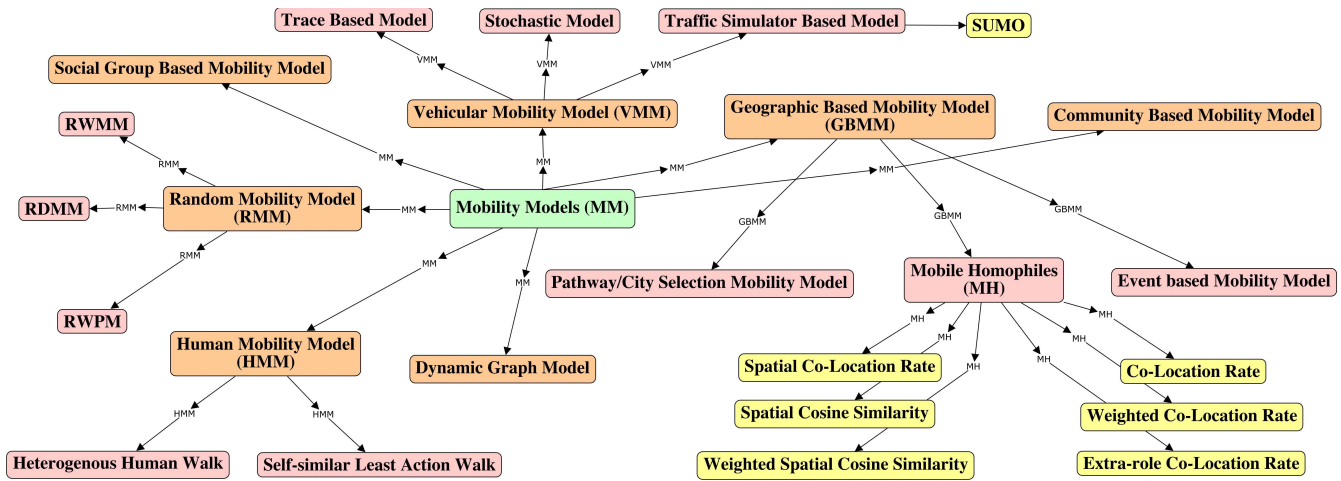 Trace Based Model
Stochastic Model
Traffic Simulator Based Model
SUMO
VMM
VMM
VMM
Social Group Based Mobility Model
Vehicular Mobility Model (VMM)
Geographic Based Mobility Model
(GBMM)
Community Based Mobility Model
RWMM
RMM
MM
MM
MM
MM
Random Mobility Model
(RMM)
RDMM
RMM
MM
Mobility Models (MM)
GBMM
GBMM
GBMM
RMM
MM
MM
Pathway/City Selection Mobility Model
Mobile Homophiles
(MH)
Event based Mobility Model
RWPM
MH
MH
MH
MH
MH
MH
Human Mobility Model
(HMM)
Dynamic Graph Model
Spatial Co-Location Rate
Co-Location Rate
HMM
HMM
Spatial Cosine Similarity
Weighted Co-Location Rate
Heterogenous Human Walk
Self-similar Least Action Walk
Weighted Spatial Cosine Similarity
Extra-role Co-Location Rate